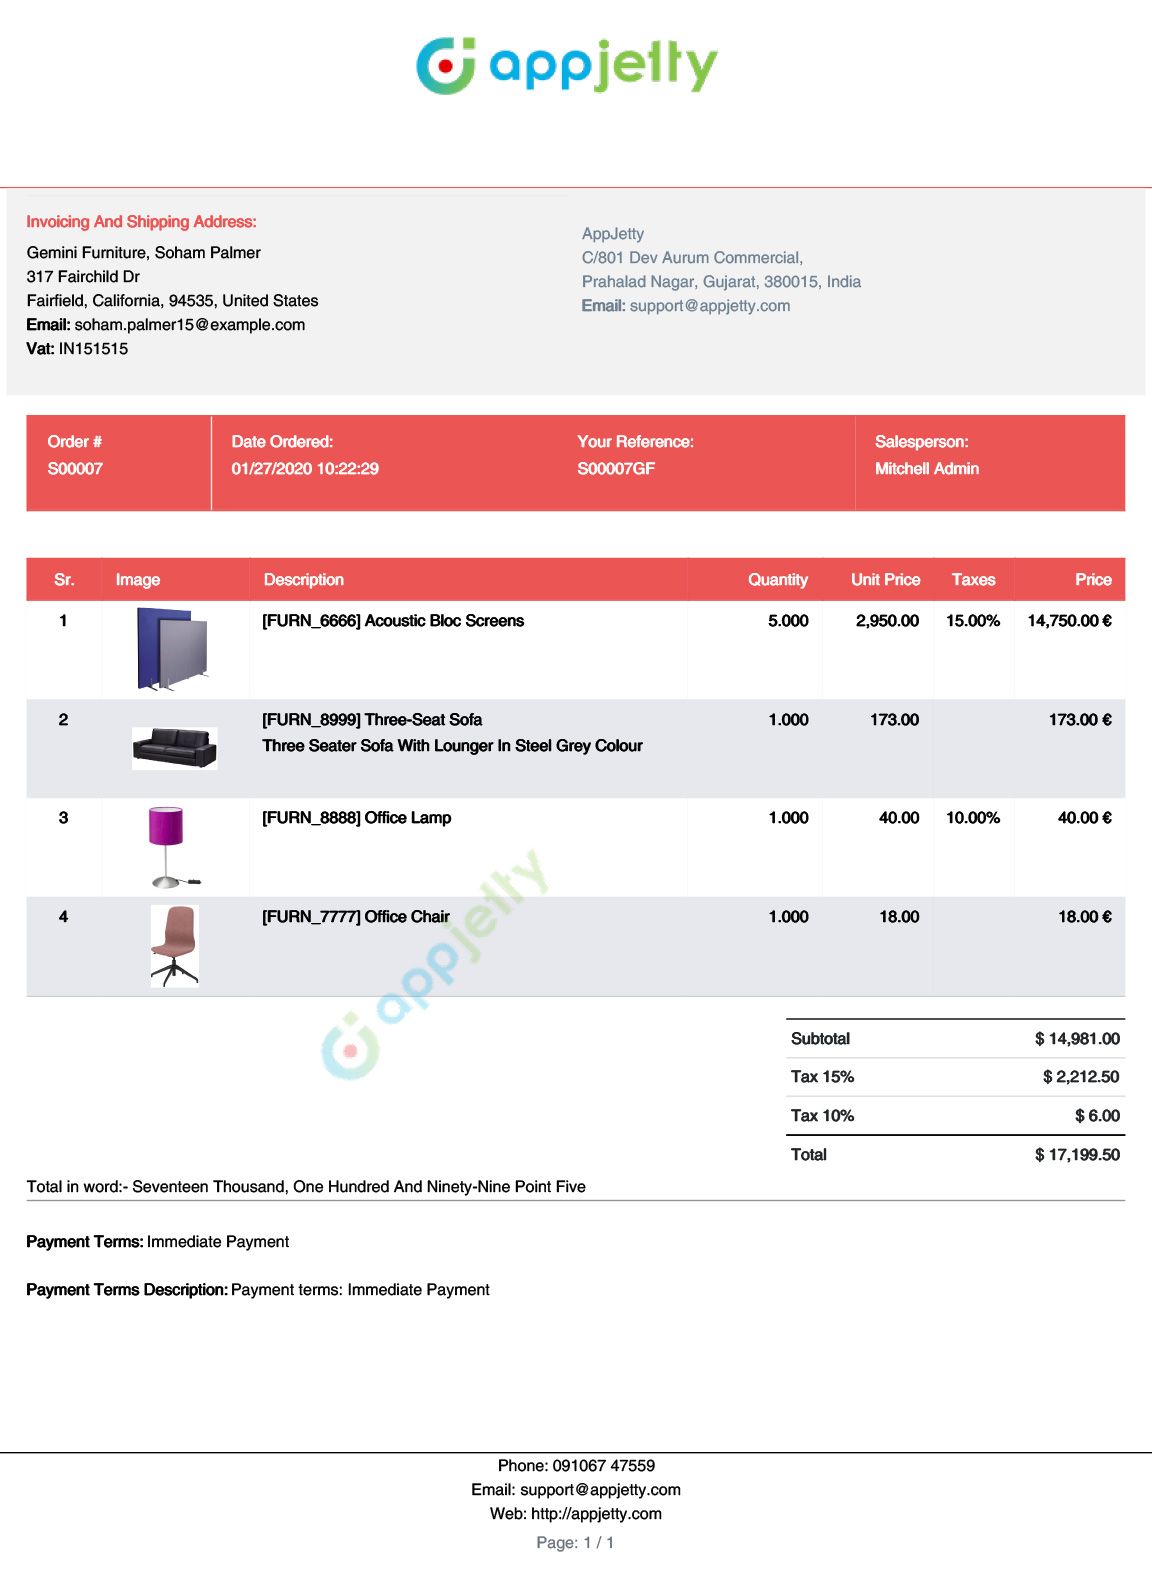 appjetty
Invoicing And Shipping Address:
Gemini Furniture, Soham Palmer
317 Fairchild Dr
Fairfield, California, 94535, United States
Email: soham.palmer15@example.com
Vat: IN151515
AppJetty
C/801 Dev Aurum Commercial,
Prahalad Nagar, Gujarat, 380015, India
Email: support@appjetty.com
Order # Date Ordered: Your Reference: Salesperson:
S00007 01/27/2020 10:22:29 S00007GF Mitchell Admin
Sr. Image Description Quantity Unit Price Taxes Price
1 [FURN_6666] Acoustic Bloc Screens 5.000 2,950.00 15.00% 14,750.00 €
2 [FURN_8999] Three-Seat Sofa 1.000 173.00 173.00 €
Three Seater Sofa With Lounger In Steel Grey Colour
3 [FURN_8888] Office Lamp 1.000 40.00 10.00% 40.00 €
4 [FURN_7777] Office Chair 1.000 18.00 18.00 €
appjetty
Subtotal $ 14,981.00
Tax 15% $ 2,212.50
Tax 10% $ 6.00
Total $ 17,199.50
Total in word:- Seventeen Thousand, One Hundred And Ninety-Nine Point Five
Payment Terms: Immediate Payment
Payment Terms Description: Payment terms: Immediate Payment
Phone: 091067 47559
Email: support@appjetty.com
Web: http://appjetty.com
Page: 1 / 1